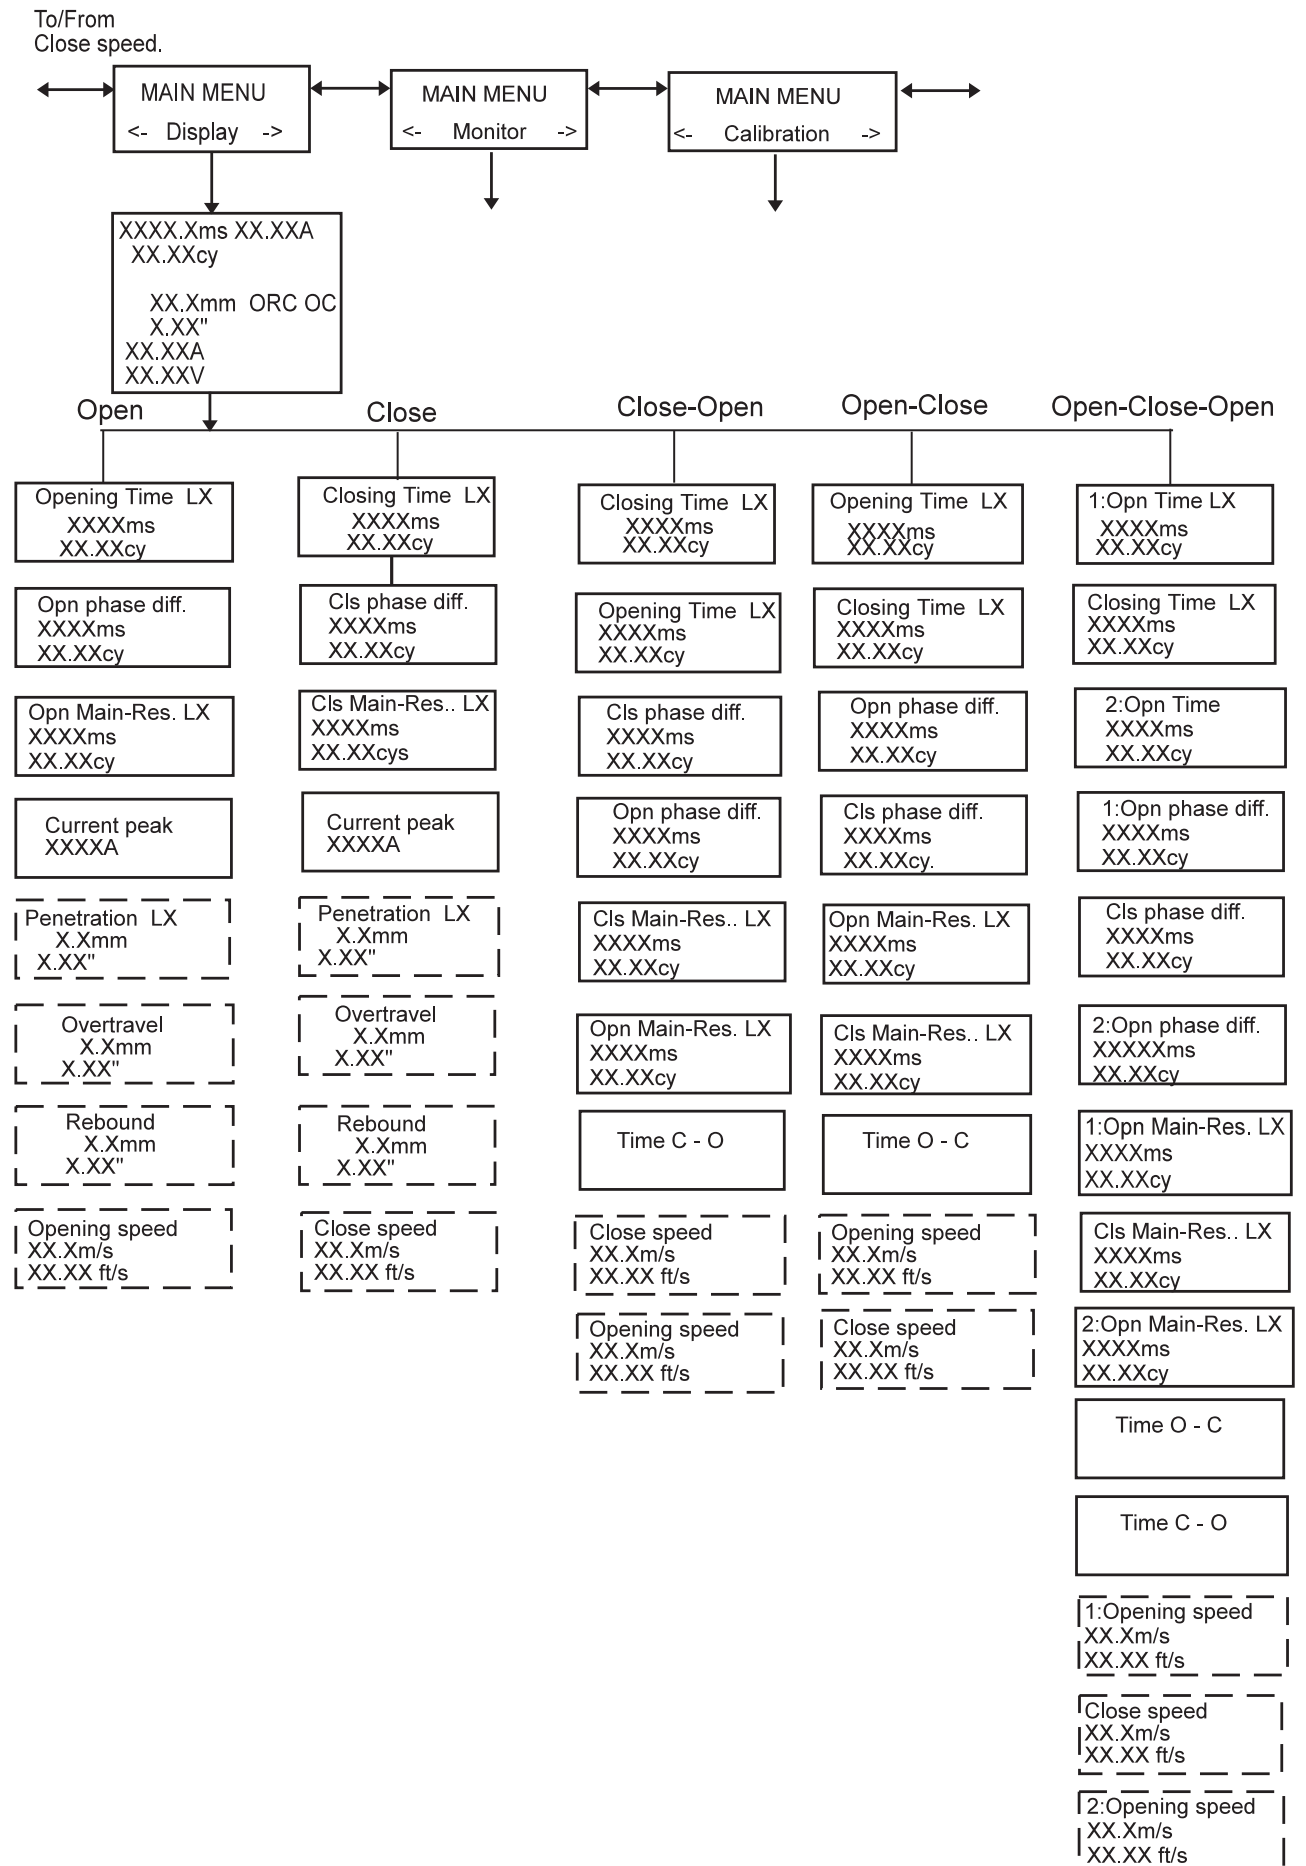 To/From
Close speed.
MAIN MENU
<- Display ->
MAIN MENU
<- Monitor ->
MAIN MENU
<- Calibration ->
XXXX.Xms XX.XXA
XX.XXcy
XX.Xmm ORC OC
X.XX"
XX.XXA
XX.XXV
Open
Close
Close-Open
Open-Close
Open-Close-Open
Opening Time LX
XXXXms
XX.XXcy
Opn phase diff.
XXXXms
XX.XXcy
Opn Main-Res. LX
XXXXms
XX.XXcy
Current peak
XXXXA
Penetration LX
X.Xmm
X.XX"
Overtravel
X.Xmm
X.XX"
Rebound
X.Xmm
X.XX"
Opening speed
XX.Xm/s
XX.XX ft/s
Closing Time LX
XXXXms
XX.XXcy
Cls phase diff.
XXXXms
XX.XXcy
Cls Main-Res.. LX
XXXXms
XX.XXcys
Current peak
XXXXA
Penetration LX
X.Xmm
X.XX"
Overtravel
X.Xmm
X.XX"
Rebound
X.Xmm
X.XX"
Close speed
XX.Xm/s
XX.XX ft/s
Closing Time LX
XXXXms
XX.XXcy
Opening Time LX
XXXXms
XX.XXcy
Cls phase diff.
XXXXms
XX.XXcy
Opn phase diff.
XXXXms
XX.XXcy
Cls Main-Res.. LX
XXXXms
XX.XXcy
Opn Main-Res. LX
XXXXms
XX.XXcy
Time C - O
Close speed
XX.Xm/s
XX.XX ft/s
Opening speed
XX.Xm/s
XX.XX ft/s
Opening Time LX
XXXXms
XX.XXcy
Closing Time LX
XXXXms
XX.XXcy
Opn phase diff.
XXXXms
XX.XXcy
Cls phase diff.
XXXXms
XX.XXcy.
Opn Main-Res. LX
XXXXms
XX.XXcy
Cls Main-Res.. LX
XXXXms
XX.XXcy
Time O - C
Opening speed
XX.Xm/s
XX.XX ft/s
Close speed
XX.Xm/s
XX.XX ft/s
1:Opn Time LX
XXXXms
XX.XXcy
Closing Time LX
XXXXms
XX.XXcy
2:Opn Time
XXXXms
XX.XXcy
1:Opn phase diff.
XXXXms
XX.XXcy
Cls phase diff.
XXXXms
XX.XXcy
2:Opn phase diff.
XXXXXms
XX.XXcy
1:Opn Main-Res. LX
XXXXms
XX.XXcy
Cls Main-Res.. LX
XXXXms
XX.XXcy
2:Opn Main-Res. LX
XXXXms
XX.XXcy
Time O - C
Time C - O
1:Opening speed
XX.Xm/s
XX.XX ft/s
Close speed
XX.Xm/s
XX.XX ft/s
2:Opening speed
XX.Xm/s
XX.XX ft/s